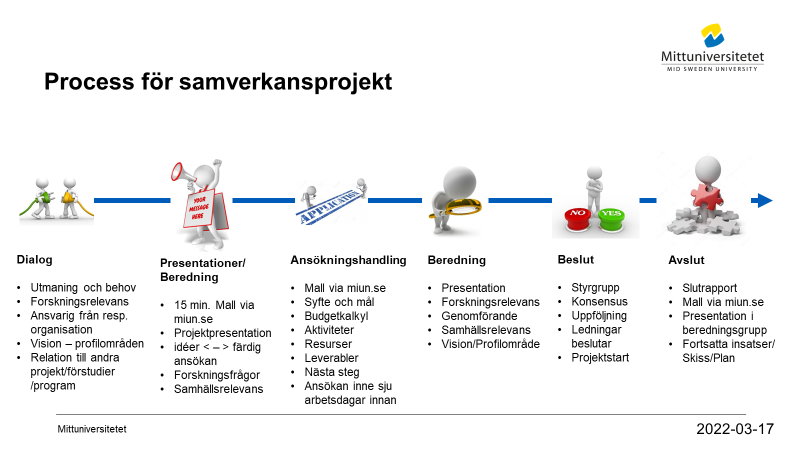 Mittuniversitetet
MID SWEDEN UNIVERSITY
Process för samverkansprojekt
YOUR
MESSAGE
HERE
APPLICATION
NO
YES
Dialog
• Utmaning och behov
• Forskningsrelevans
• Ansvarig från resp.
organisation
• Vision – profilområden
• Relation till andra
projekt/förstudier
/program
Presentationer/
Beredning
• 15 min. Mall via
miun.se
• Projektpresentation
• idéer < – > färdig
ansökan
• Forskningsfrågor
• Samhällsrelevans
Ansökningshandling
• Mall via miun.se
• Syfte och mål
• Budgetkalkyl
• Aktiviteter
• Resurser
• Leverabler
• Nästa steg
• Ansökan inne sju
arbetsdagar innan
Beredning
• Presentation
• Forskningsrelevans
• Genomförande
• Samhällsrelevans
• Vision/Profilområde
Beslut
• Styrgrupp
• Konsensus
• Uppföljning
• Ledningar
beslutar
• Projektstart
Avslut
• Slutrapport
• Mall via miun.se
• Presentation i
beredningsgrupp
• Fortsatta insatser/
Skiss/Plan
Mittuniversitetet
2022-03-17